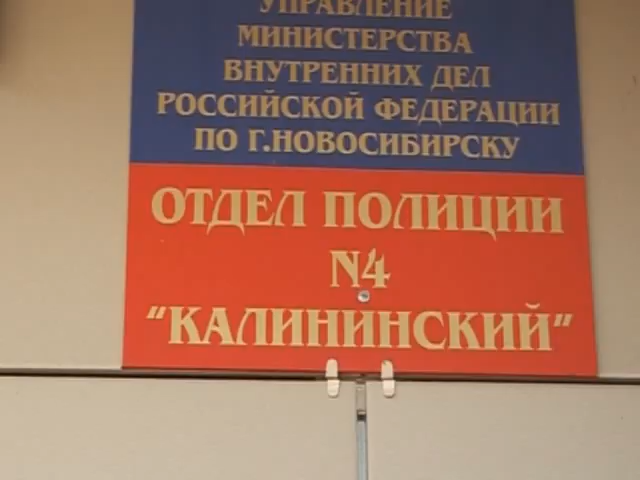 УПРАВЛЕНИЕ
МИНИСТЕРСТВА
ВНУТРЕННИХ ДЕЛ
РОССИЙСКОЙ ФЕДЕРАЦИИ
ПО Г.НОВОСИБИРСКУ
ОТДЕЛ ПОЛИЦИИ
N4
"КАЛИНИНСКИЙ"